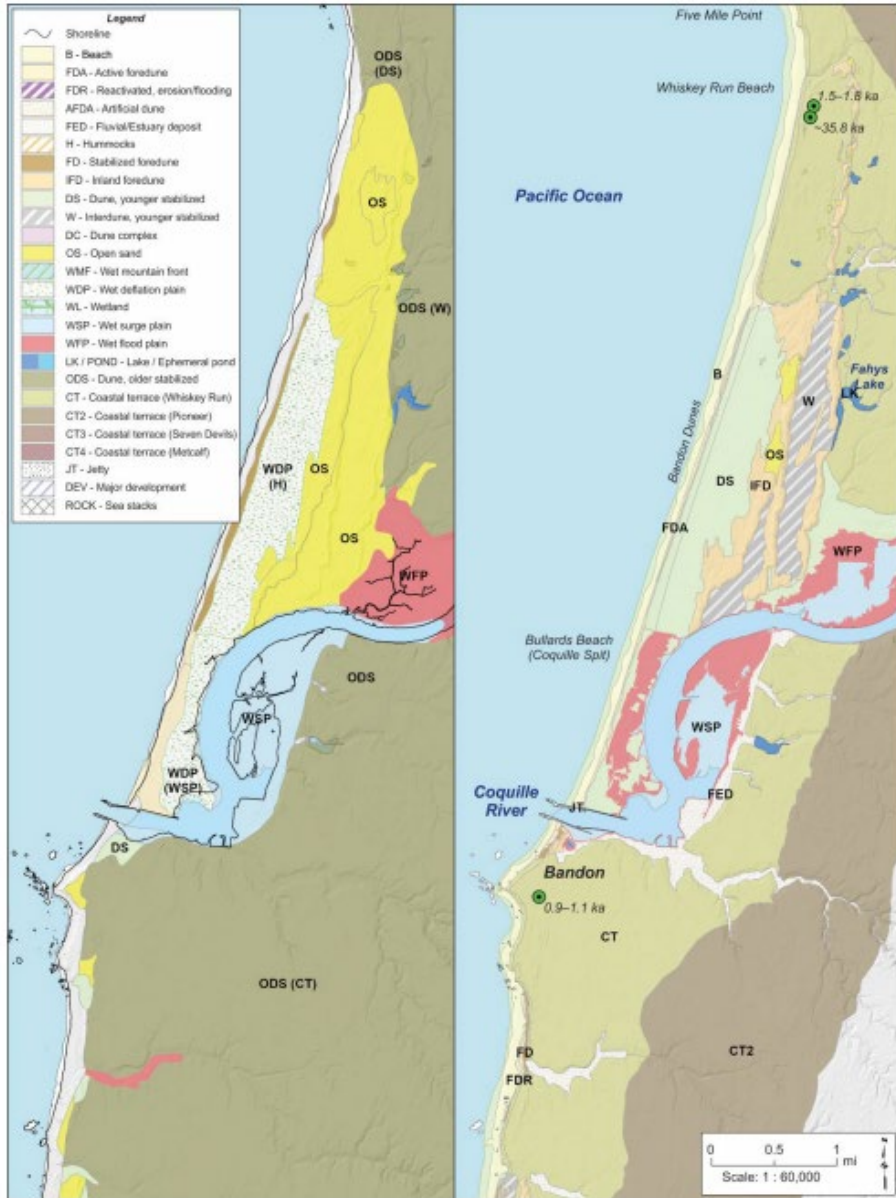 Legend
Shoreline
B - Beach
FDA - Active foredune
FDR - Reactivated, erosion/flooding
AFDA - Artificial dune
FED - Fluvial/Estuary deposit
H - Hummocks
FD - Stabilized foredune
IFD - Inland foredune
DS - Dune, younger stabilized
W - Interdune, younger stabilized
DC - Dune complex
OS - Open sand
WMF - Wet mountain front
WDP - Wet deflation plain
WL - Wetland
WSP - Wet surge plain
WFP - Wet flood plain
LK / POND - Lake / Ephemeral pond
ODS - Dune, older stabilized
CT - Coastal terrace (Whiskey Run)
CT2 - Coastal terrace (Pioneer)
CT3 - Coastal terrace (Seven Devils)
CT4 - Coastal terrace (Metcalf)
JT - Jetty
DEV - Major development
ROCK - Sea stacks
ODS
(DS)
OS
ODS (W)
WDP
(H)
OS
OS
WFP
ODS
WSP
WDP
(WSP)
DS
ODS (CT)
Five Mile Point
Whiskey Run Beach
1.5–1.8 ka
~35.8 ka
Pacific Ocean
Fahys
Lake
B
LK
W
Bandon Dunes
OS
DS
IFD
FDA
WFP
Bullards Beach
(Coquille Spit)
WSP
Coquille
River
JT
FED
Bandon
0.9–1.1 ka
CT
FD
CT2
FDR
0 0.5 1
mi
Scale: 1 : 60,000